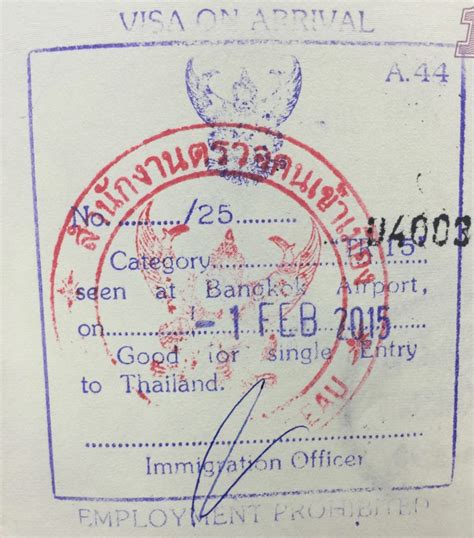 VISA ON ARRIVAL
A.44
สำนักงานตรวจคนเข้าเมือง
No............/25............
04003
Category.......TR15
seen at Bangkok Airport,
on............-1 FEB 2015
Good for single Entry
to Thailand.
Immigration Officer
EMPLOYMENT PROHIBITED